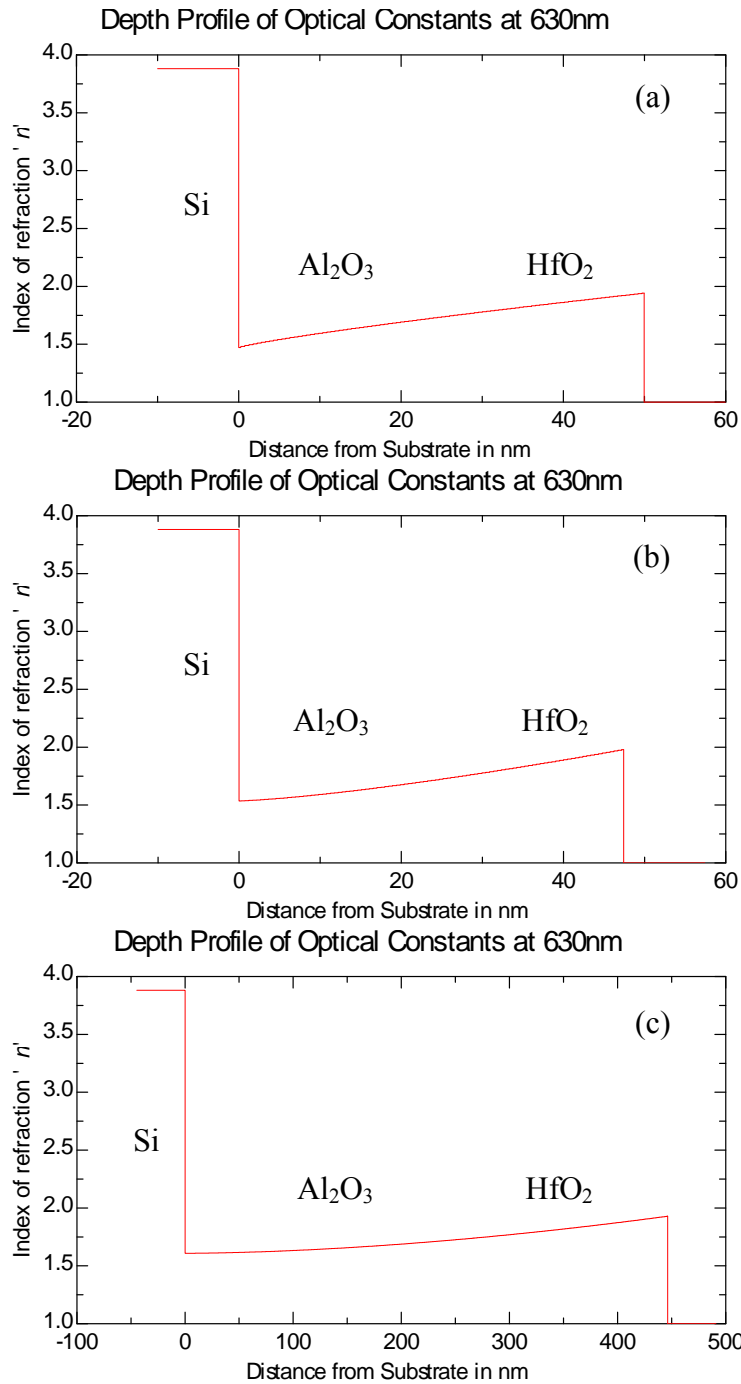 Depth Profile of Optical Constants at 630nm
4.0
(a)
3.5
3.0
Si
2.5
Al₂O₃ HfO₂
2.0
1.5
1.0
-20 0 20 40 60
Index of refraction ' n'
Distance from Substrate in nm
Depth Profile of Optical Constants at 630nm
4.0
(b)
3.5
3.0
Si
2.5
Al₂O₃ HfO₂
2.0
1.5
1.0
-20 0 20 40 60
Index of refraction ' n'
Distance from Substrate in nm
Depth Profile of Optical Constants at 630nm
4.0
(c)
3.5
3.0
Si
2.5
Al₂O₃ HfO₂
2.0
1.5
1.0
-100 0 100 200 300 400 500
Index of refraction ' n'
Distance from Substrate in nm